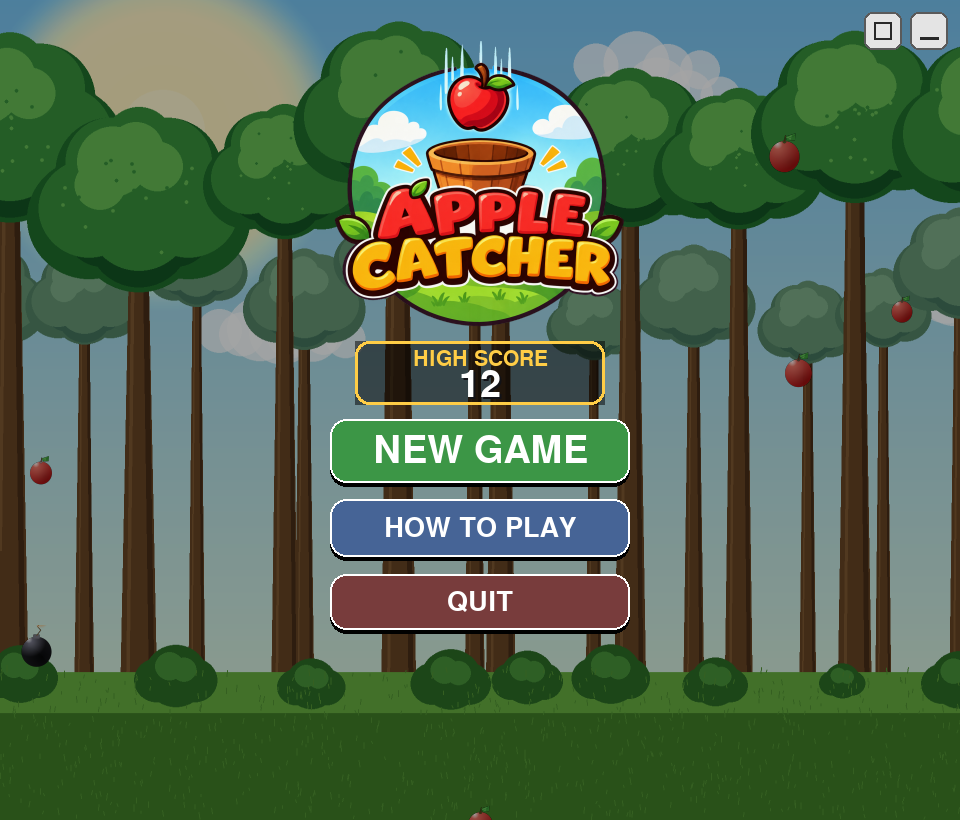 APPLE
CATCHER
HIGH SCORE
12
NEW GAME
HOW TO PLAY
QUIT